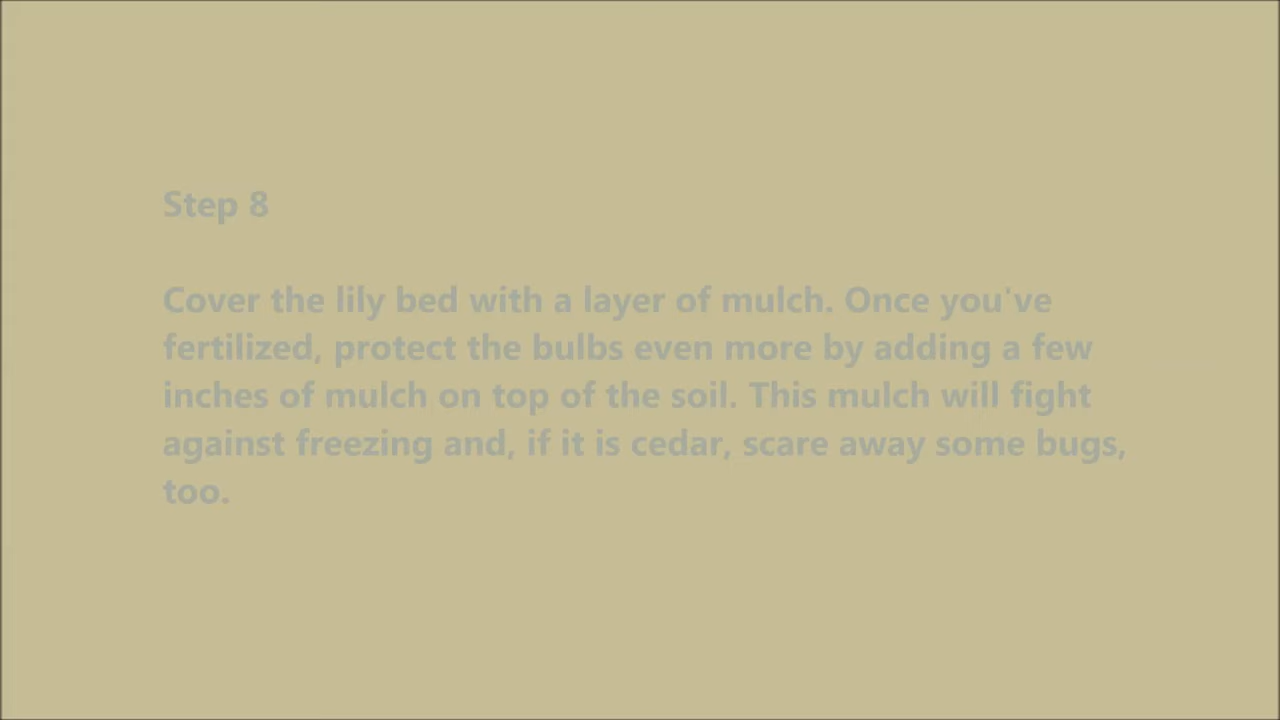 Step 8
Cover the lily bed with a layer of mulch. Once you've
fertilized, protect the bulbs even more by adding a few
inches of mulch on top of the soil. This mulch will fight
against freezing and, if it is cedar, scare away some bugs,
too.